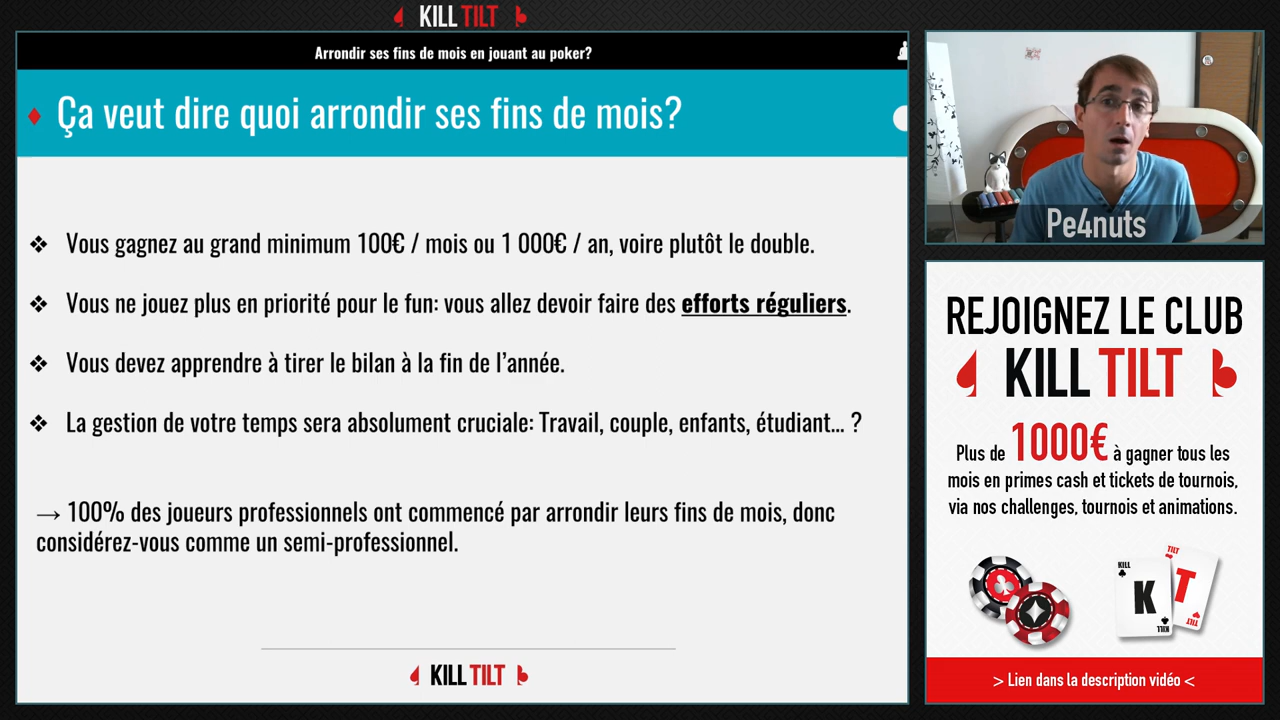 KILL TILT
Arrondir ses fins de mois en jouant au poker?
Ça veut dire quoi arrondir ses fins de mois?
❖ Vous gagnez au grand minimum 100€ / mois ou 1 000€ / an, voire plutôt le double.
❖ Vous ne jouez plus en priorité pour le fun: vous allez devoir faire des efforts réguliers.
❖ Vous devez apprendre à tirer le bilan à la fin de l’année.
❖ La gestion de votre temps sera absolument cruciale: Travail, couple, enfants, étudiant... ?
→ 100% des joueurs professionnels ont commencé par arrondir leurs fins de mois, donc
considérez-vous comme un semi-professionnel.
KILL TILT
Pe4nuts
REJOIGNEZ LE CLUB
KILL TILT
Plus de 1000€ à gagner tous les
mois en primes cash et tickets de tournois,
via nos challenges, tournois et animations.
KILL
K
KILL
TILT
T
TILT
> Lien dans la description vidéo <